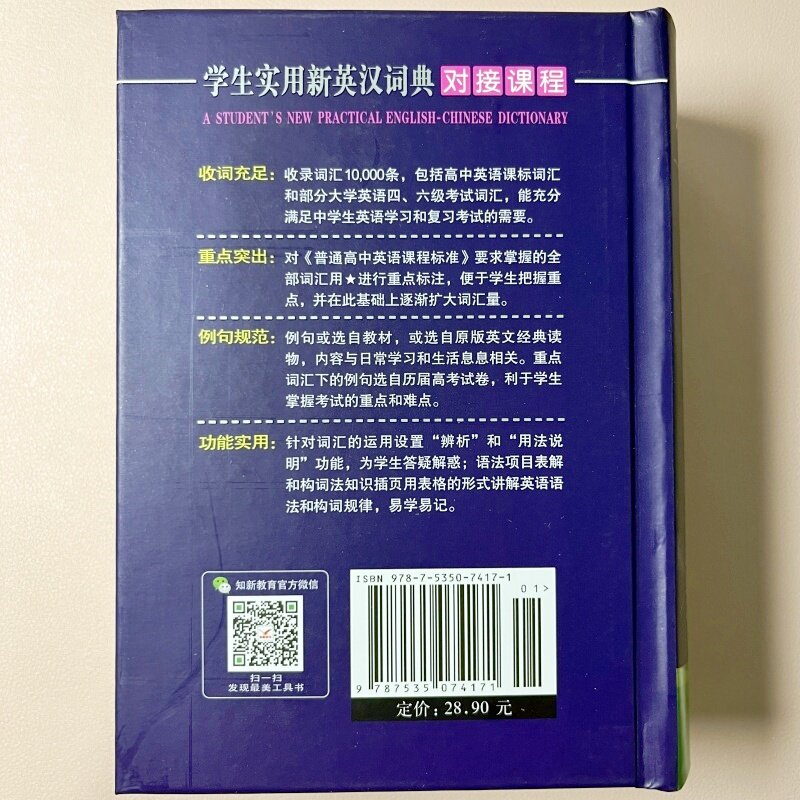 学生实用新英汉词典 对接课程
A STUDENT'S NEW PRACTICAL ENGLISH-CHINESE DICTIONARY
收词充足：收录词汇10,000条，包括高中英语课标词汇
和部分大学英语四、六级考试词汇，能充分
满足中学生英语学习和复习考试的需要。
重点突出：对《普通高中英语课程标准》要求掌握的全
部词汇用★进行重点标注，便于学生把握重
点，并在此基础上逐渐扩大词汇量。
例句规范：例句或选自教材，或选自原版英文经典读
物，内容与日常学习和生活息息相关。重点
词汇下的例句选自历届高考试卷，利于学生
掌握考试的重点和难点。
功能实用：针对词汇的运用设置“辨析”和“用法说
明”功能，为学生答疑解惑；语法项目表解
和构词法知识插页用表格的形式讲解英语语
法和构词规律，易学易记。
知新教育官方微信
扫一扫
发现最美工具书
ISBN 978-7-5350-7417-1
01>
9 787535 074171
定价：28.90 元